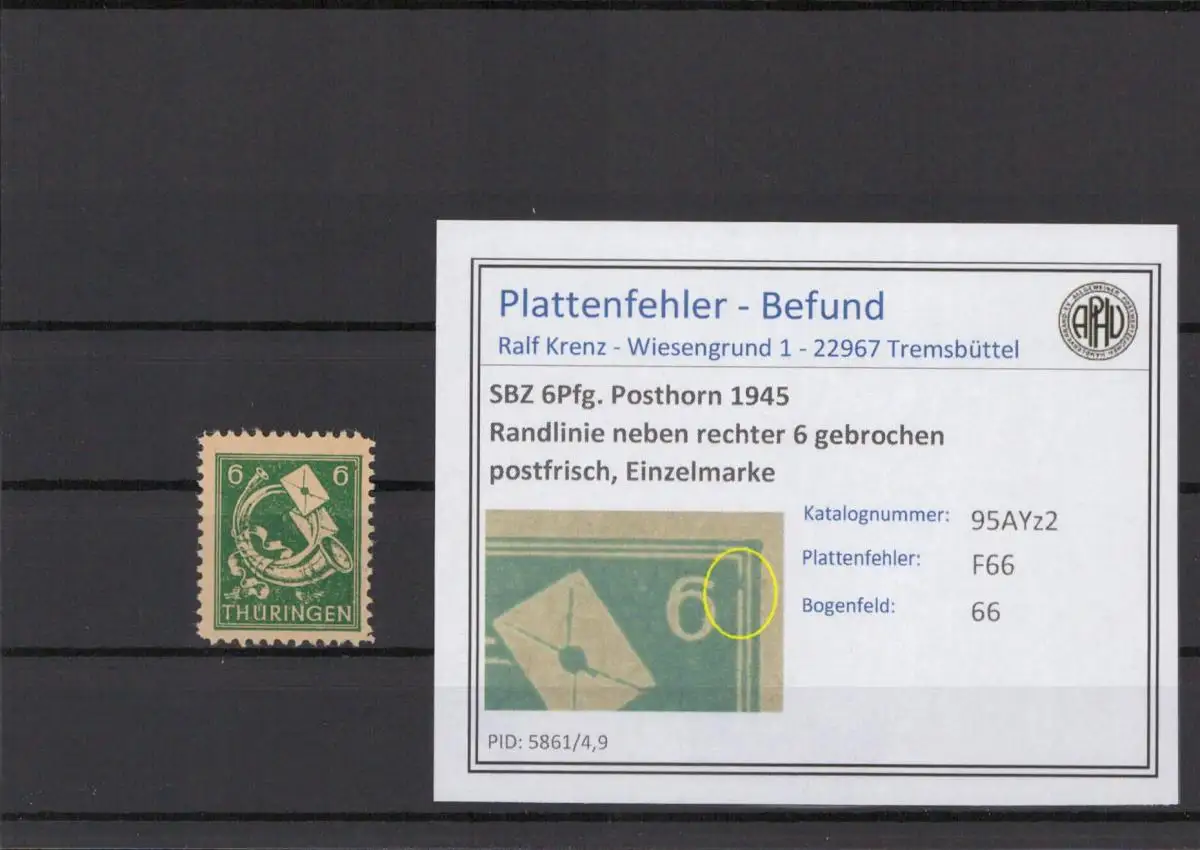 6 6
THÜRINGEN
Plattenfehler - Befund
Ralf Krenz - Wiesengrund 1 - 22967 Tremsbüttel
APHV
SBZ 6Pfg. Posthorn 1945
Randlinie neben rechter 6 gebrochen
postfrisch, Einzelmarke
6
Katalognummer: 95AYz2
Plattenfehler: F66
Bogenfeld: 66
PID: 5861/4,9